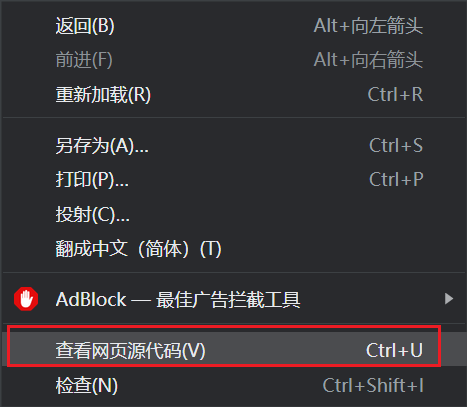 返回(B) Alt+向左箭头
前进(F) Alt+向右箭头
重新加载(R) Ctrl+R
另存为(A)... Ctrl+S
打印(P)... Ctrl+P
投射(C)...
翻成中文（简体）(T)
AdBlock — 最佳广告拦截工具
查看网页源代码(V) Ctrl+U
检查(N) Ctrl+Shift+I